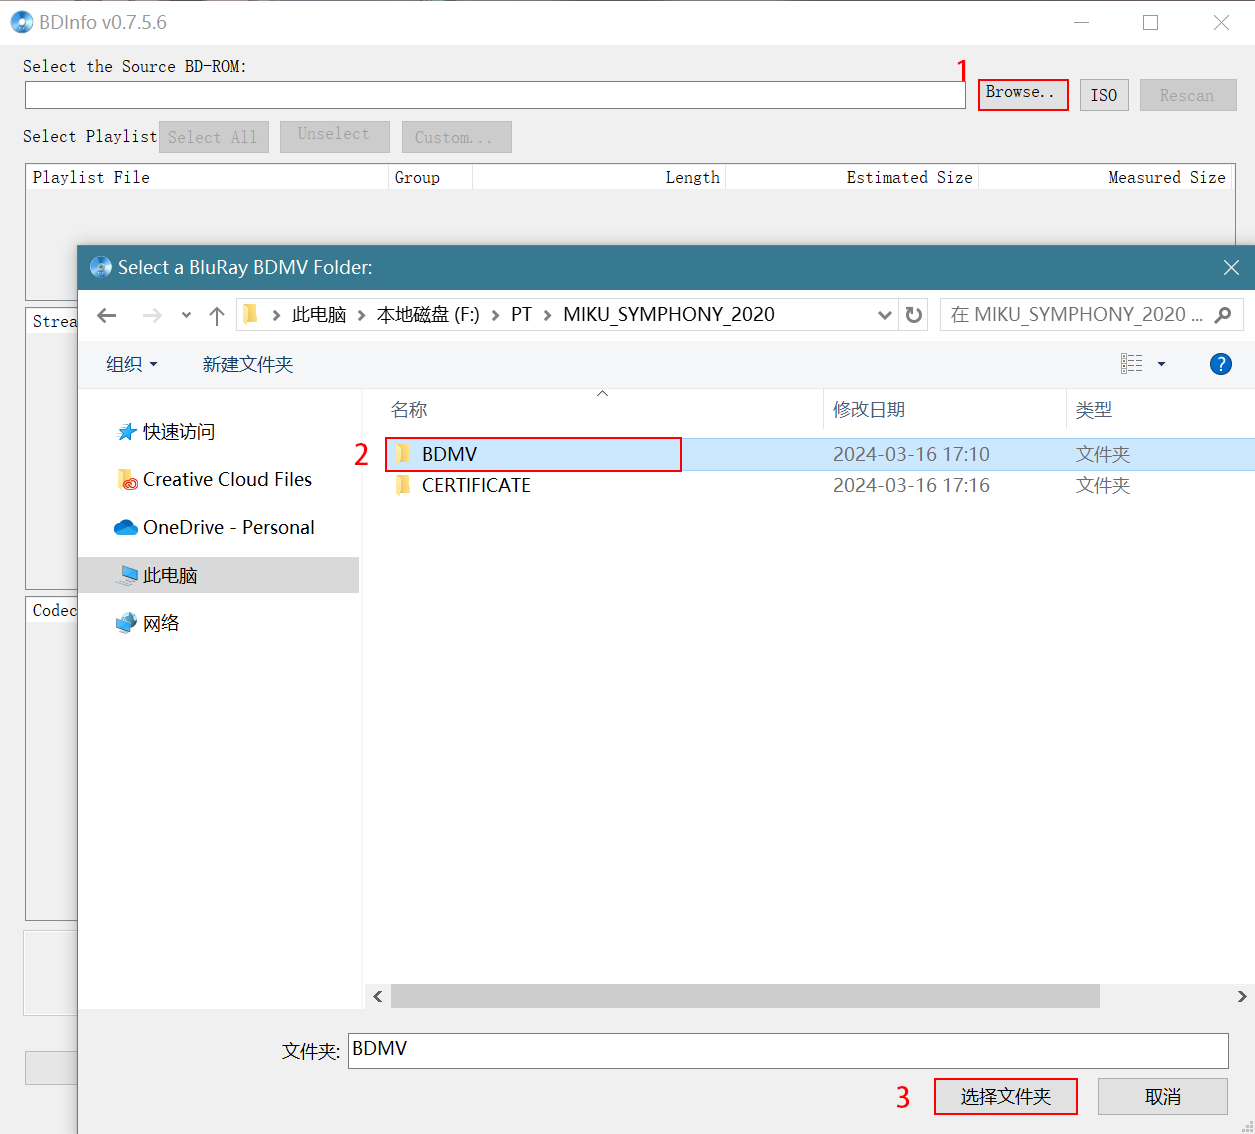 BDInfo v0.7.5.6
Select the Source BD-ROM:
1
Browse..
ISO
Rescan
Select Playlist
Select All
Unselect
Custom...
Playlist File
Group
Length
Estimated Size
Measured Size
Select a BluRay BDMV Folder:
此电脑
本地磁盘 (F:)
PT
MIKU_SYMPHONY_2020
在 MIKU_SYMPHONY_2020 ...
Strea
组织
新建文件夹
?
名称
修改日期
类型
快速访问
2
BDMV
2024-03-16 17:10
文件夹
Creative Cloud Files
CERTIFICATE
2024-03-16 17:16
文件夹
OneDrive - Personal
此电脑
Codec
网络
文件夹:
BDMV
3
选择文件夹
取消